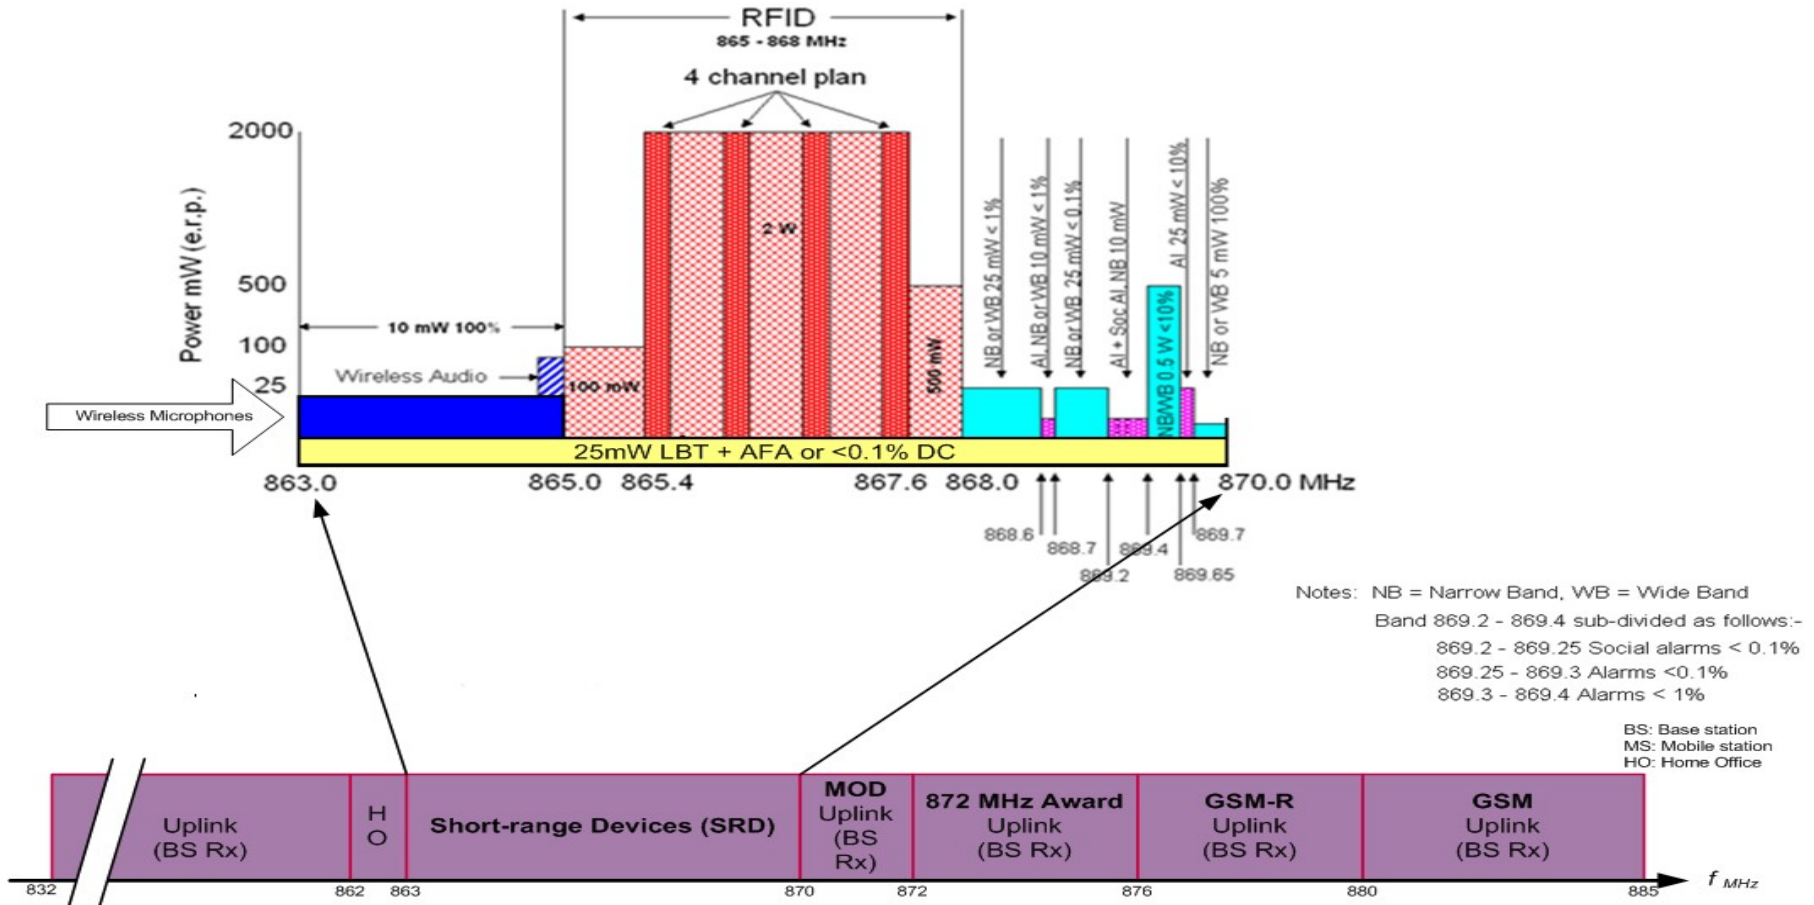 RFID
865 - 868 MHz
4 channel plan
2000
500
100
25
Power mW (e.r.p.)
2 W
10 mW 100%
Wireless Audio
100 mW
500 mW
Wireless Microphones
NB or WB 25 mW < 1%
AI, NB or WB 10 mW < 1%
NB or WB 25 mW < 0.1%
AI + Soc AI, NB 10 mW
NB/WB 0.5 W <10%
AI 25 mW < 10%
NB or WB 5 mW 100%
25mW LBT + AFA or <0.1% DC
863.0 865.0 865.4 867.6 868.0 870.0 MHz
868.6 869.7
868.7 869.4
869.2 869.65
Notes: NB = Narrow Band, WB = Wide Band
Band 869.2 - 869.4 sub-divided as follows:-
869.2 - 869.25 Social alarms < 0.1%
869.25 - 869.3 Alarms <0.1%
869.3 - 869.4 Alarms < 1%
BS: Base station
MS: Mobile station
HO: Home Office
Uplink
(BS Rx)
H
O
Short-range Devices (SRD)
MOD
Uplink
(BS
Rx)
872 MHz Award
Uplink
(BS Rx)
GSM-R
Uplink
(BS Rx)
GSM
Uplink
(BS Rx)
832 862 863 870 872 876 880 885
f MHz